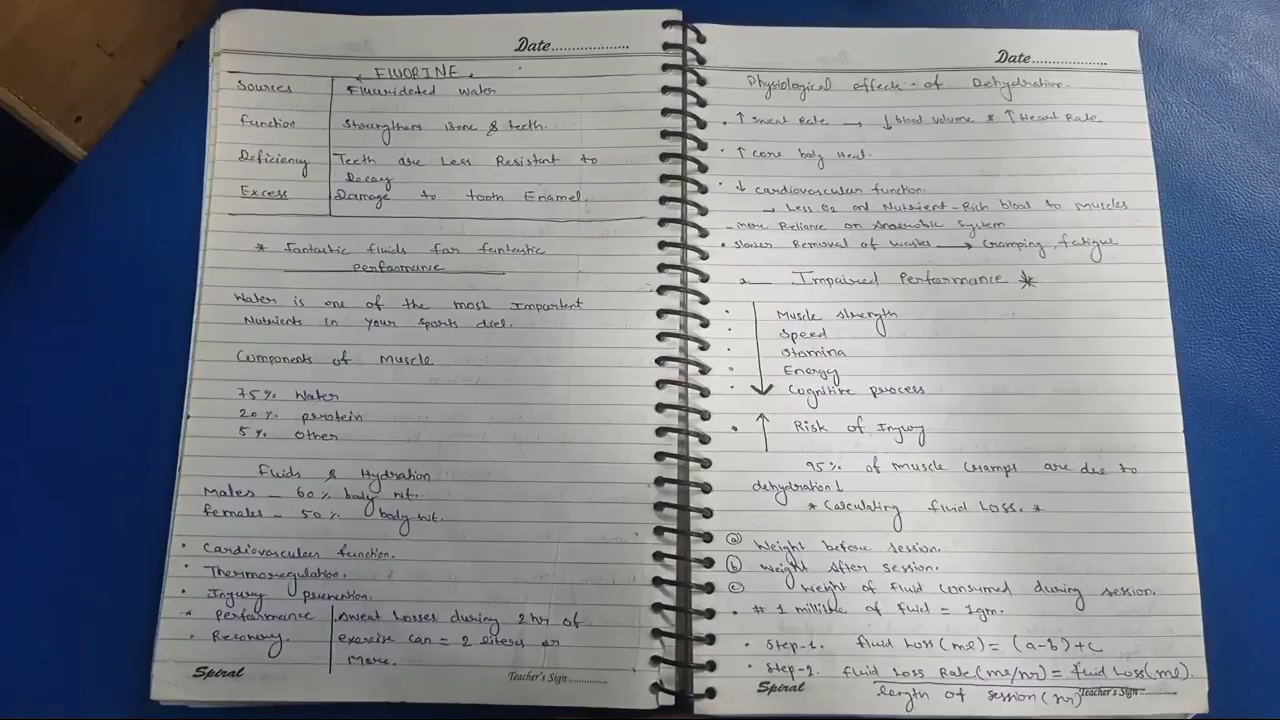 Date
FLUORINE.
Sources Fluoridated water
Function Strengthens Bone & teeth.
Deficiency Teeth are Less Resistent to
Decay
Excess Damage to tooth Enamel.
* Fantastic fluids for fantastic
performance
Water is one of the most Important
Nutrients in your sports diet.
Components of Muscle
75% Water
20% protein
5% other
Fluids & Hydration
Males - 60% body wt.
females - 50% body wt.
• Cardiovascular function.
• Thermoregulation.
• Injury prevention.
* performance .sweat Losses during 2 hr of
• Recovery. exercise can = 2 liters or
More.
Spiral Teacher's Sign
Date
Physiological effects of Dehydration.
• ↑ sweat Rate → ↓ blood volume & ↑ Heart Rate
• ↑ core body Heat.
• ↓ cardiovascular function.
→ Less O2 and Nutrient-Rich blood to Muscles
- more Reliance on Anaerobic System
• slower Removal of wastes → cramping, fatigue
Impaired Performance *
• Muscle strength
• Speed
• Stamina
• Energy
• Cognitive process
• ↑ Risk of Injury
95% of muscle cramps are due to
dehydration↓
* Calculating fluid Loss. *
(a) Weight before session.
(b) Weight After session.
(c) Weight of fluid consumed during session.
• # 1 of fluid = 1gm.
• Step-1. fluid Loss (ml) = (a-b)+c
• Step-2. fluid Loss Rate (ml/hr) = fluid Loss (ml).
length of session (hr)
Spiral Teacher's Sign